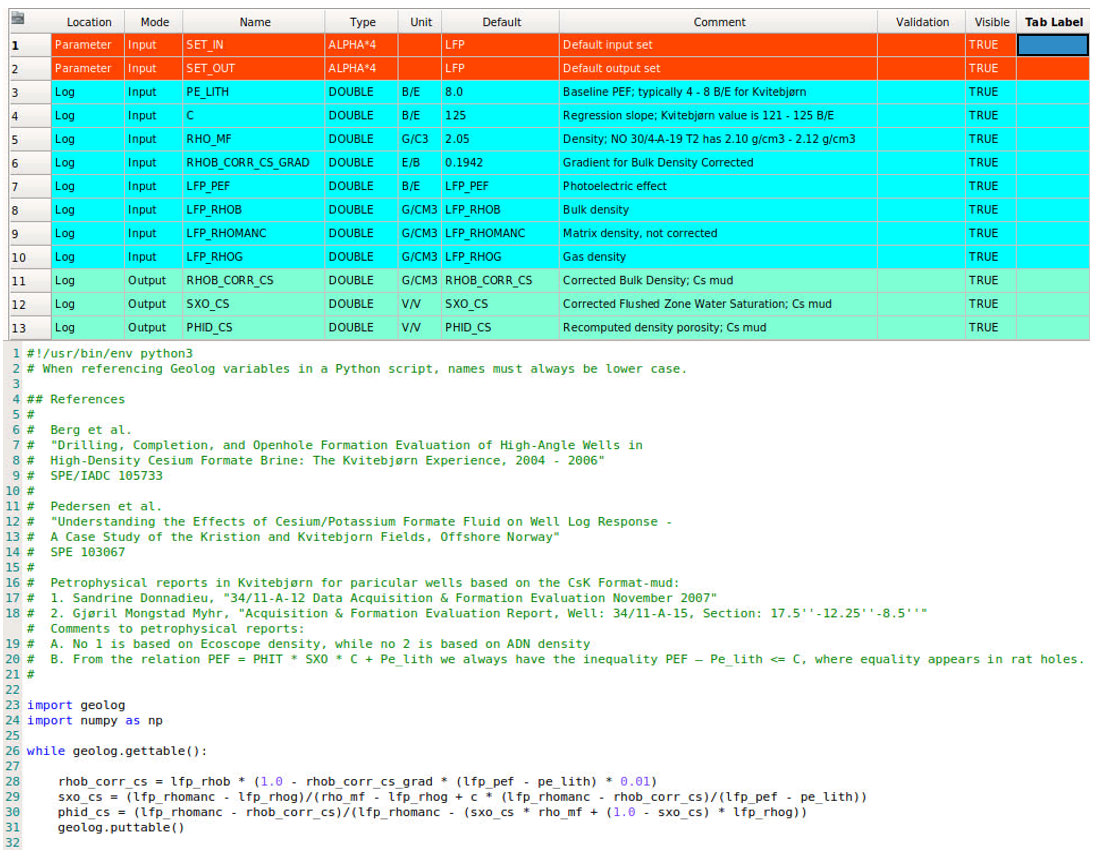 Location Mode Name Type Unit Default Comment Validation Visible Tab Label
1 Parameter Input SET_IN ALPHA*4 LFP Default input set TRUE
2 Parameter Input SET_OUT ALPHA*4 LFP Default output set TRUE
3 Log Input PE_LITH DOUBLE B/E 8.0 Baseline PEF; typically 4 - 8 B/E for Kvitebjørn TRUE
4 Log Input C DOUBLE B/E 125 Regression slope; Kvitebjørn value is 121 - 125 B/E TRUE
5 Log Input RHO_MF DOUBLE G/C3 2.05 Density; NO 30/4-A-19 T2 has 2.10 g/cm3 - 2.12 g/cm3 TRUE
6 Log Input RHOB_CORR_CS_GRAD DOUBLE E/B 0.1942 Gradient for Bulk Density Corrected TRUE
7 Log Input LFP_PEF DOUBLE B/E LFP_PEF Photoelectric effect TRUE
8 Log Input LFP_RHOB DOUBLE G/CM3 LFP_RHOB Bulk density TRUE
9 Log Input LFP_RHOMANC DOUBLE G/CM3 LFP_RHOMANC Matrix density, not corrected TRUE
10 Log Input LFP_RHOG DOUBLE G/CM3 LFP_RHOG Gas density TRUE
11 Log Output RHOB_CORR_CS DOUBLE G/CM3 RHOB_CORR_CS Corrected Bulk Density; Cs mud TRUE
12 Log Output SXO_CS DOUBLE V/V SXO_CS Corrected Flushed Zone Water Saturation; Cs mud TRUE
13 Log Output PHID_CS DOUBLE V/V PHID_CS Recomputed density porosity; Cs mud TRUE
1 #!/usr/bin/env python3
2 # When referencing Geolog variables in a Python script, names must always be lower case.
3
4 ## References
5 #
6 # Berg et al.
7 # "Drilling, Completion, and Openhole Formation Evaluation of High-Angle Wells in
8 # High-Density Cesium Formate Brine: The Kvitebjørn Experience, 2004 - 2006"
9 # SPE/IADC 105733
10 #
11 # Pedersen et al.
12 # "Understanding the Effects of Cesium/Potassium Formate Fluid on Well Log Response -
13 # A Case Study of the Kristion and Kvitebjorn Fields, Offshore Norway"
14 # SPE 103067
15 #
16 # Petrophysical reports in Kvitebjørn for paricular wells based on the CsK Format-mud:
17 # 1. Sandrine Donnadieu, "34/11-A-12 Data Acquisition & Formation Evaluation November 2007"
18 # 2. Gjøril Mongstad Myhr, "Acquisition & Formation Evaluation Report, Well: 34/11-A-15, Section: 17.5''-12.25''-8.5''"
# Comments to petrophysical reports:
19 # A. No 1 is based on Ecoscope density, while no 2 is based on ADN density
20 # B. From the relation PEF = PHIT * SXO * C + Pe_lith we always have the inequality PEF – Pe_lith <= C, where equality appears in rat holes.
21 #
22
23 import geolog
24 import numpy as np
25
26 while geolog.gettable():
27
28 rhob_corr_cs = lfp_rhob * (1.0 - rhob_corr_cs_grad * (lfp_pef - pe_lith) * 0.01)
29 sxo_cs = (lfp_rhomanc - lfp_rhog)/(rho_mf - lfp_rhog + c * (lfp_rhomanc - rhob_corr_cs)/(lfp_pef - pe_lith))
30 phid_cs = (lfp_rhomanc - rhob_corr_cs)/(lfp_rhomanc - (sxo_cs * rho_mf + (1.0 - sxo_cs) * lfp_rhog))
31 geolog.puttable()
32